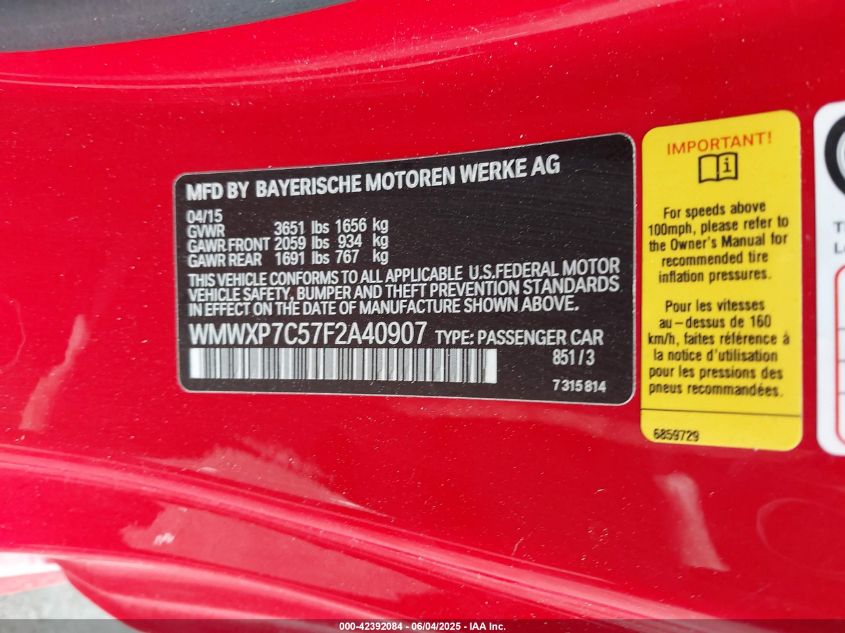 MFD BY BAYERISCHE MOTOREN WERKE AG
04/15
GVWR 3651 lbs 1656 kg
GAWR FRONT 2059 lbs 934 kg
GAWR REAR 1691 lbs 767 kg
THIS VEHICLE CONFORMS TO ALL APPLICABLE U.S.FEDERAL MOTOR
VEHICLE SAFETY, BUMPER AND THEFT PREVENTION STANDARDS
IN EFFECT ON THE DATE OF MANUFACTURE SHOWN ABOVE.
WMWXP7C57F2A40907 TYPE: PASSENGER CAR
851/3
7315814
IMPORTANT!
For speeds above
100mph, please refer to
the Owner's Manual for
recommended tire
inflation pressures.
Pour les vitesses
au-dessus de 160
km/h, faites référence à
la notice d'utilisation
pour les pressions des
pneus recommandées.
6859729
000-42392084 | 06/04/2025 - IAA Inc.